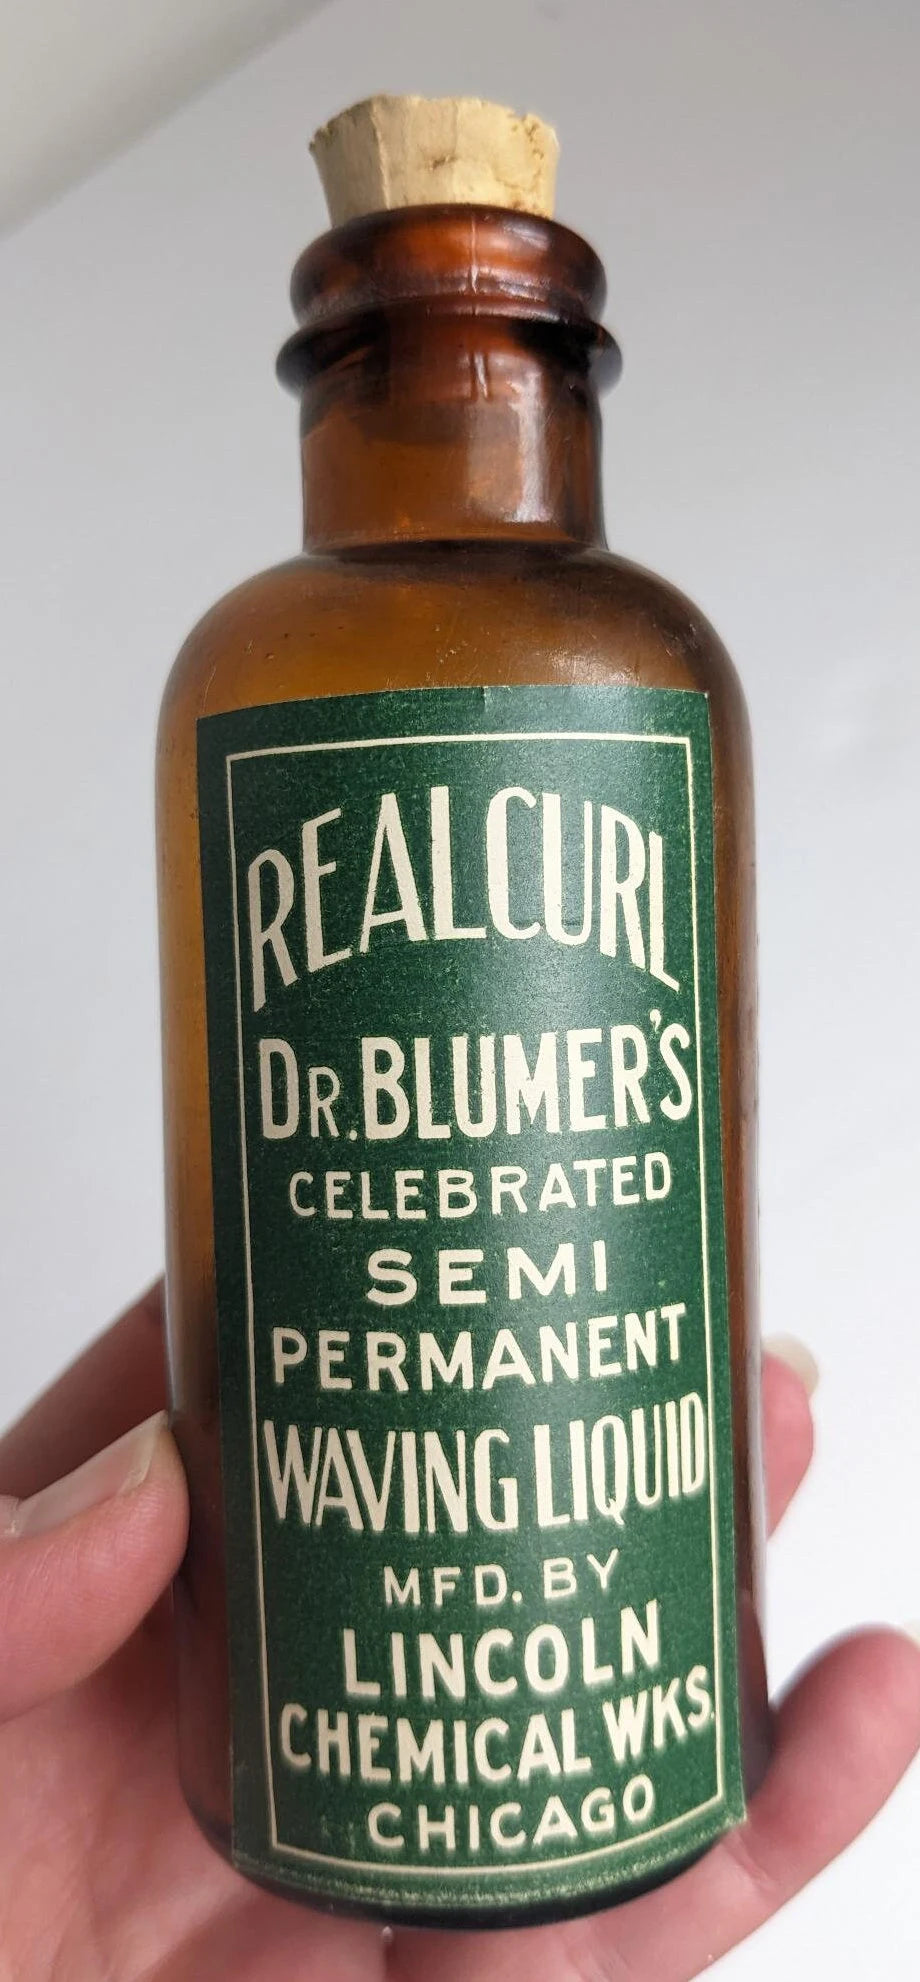 REALCURL
DR. BLUMER'S
CELEBRATED
SEMI
PERMANENT
WAVING LIQUID
MFD. BY
LINCOLN
CHEMICAL WKS.
CHICAGO